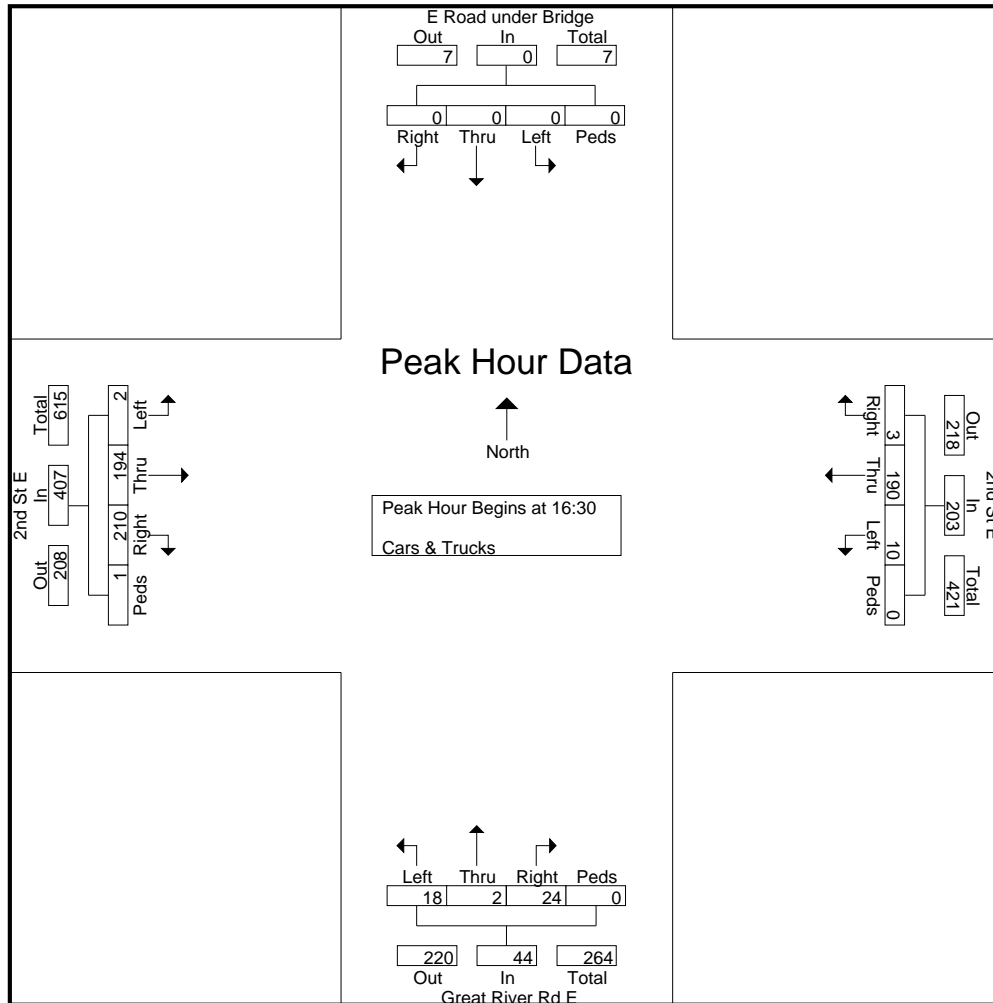 E Road under Bridge
Out In Total
7 0 7
0 0 0 0
Right Thru Left Peds
Peak Hour Data
North
Peak Hour Begins at 16:30
Cars & Trucks
2nd St E
Total In Out
615 407 208
2 194 210 1
Left Thru Right Peds
Right Thru Left Peds
3 190 10 0
Out In Total
218 203 421
2nd St E
Left Thru Right Peds
18 2 24 0
220 44 264
Out In Total
Great River Rd E